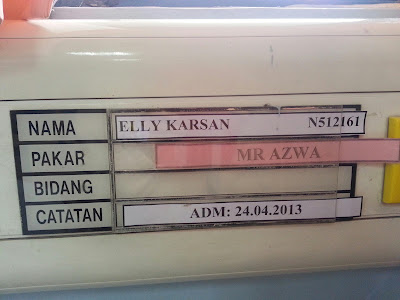 NAMA ELLY KARSAN N512161
PAKAR MR AZWA
BIDANG
CATATAN ADM: 24.04.2013